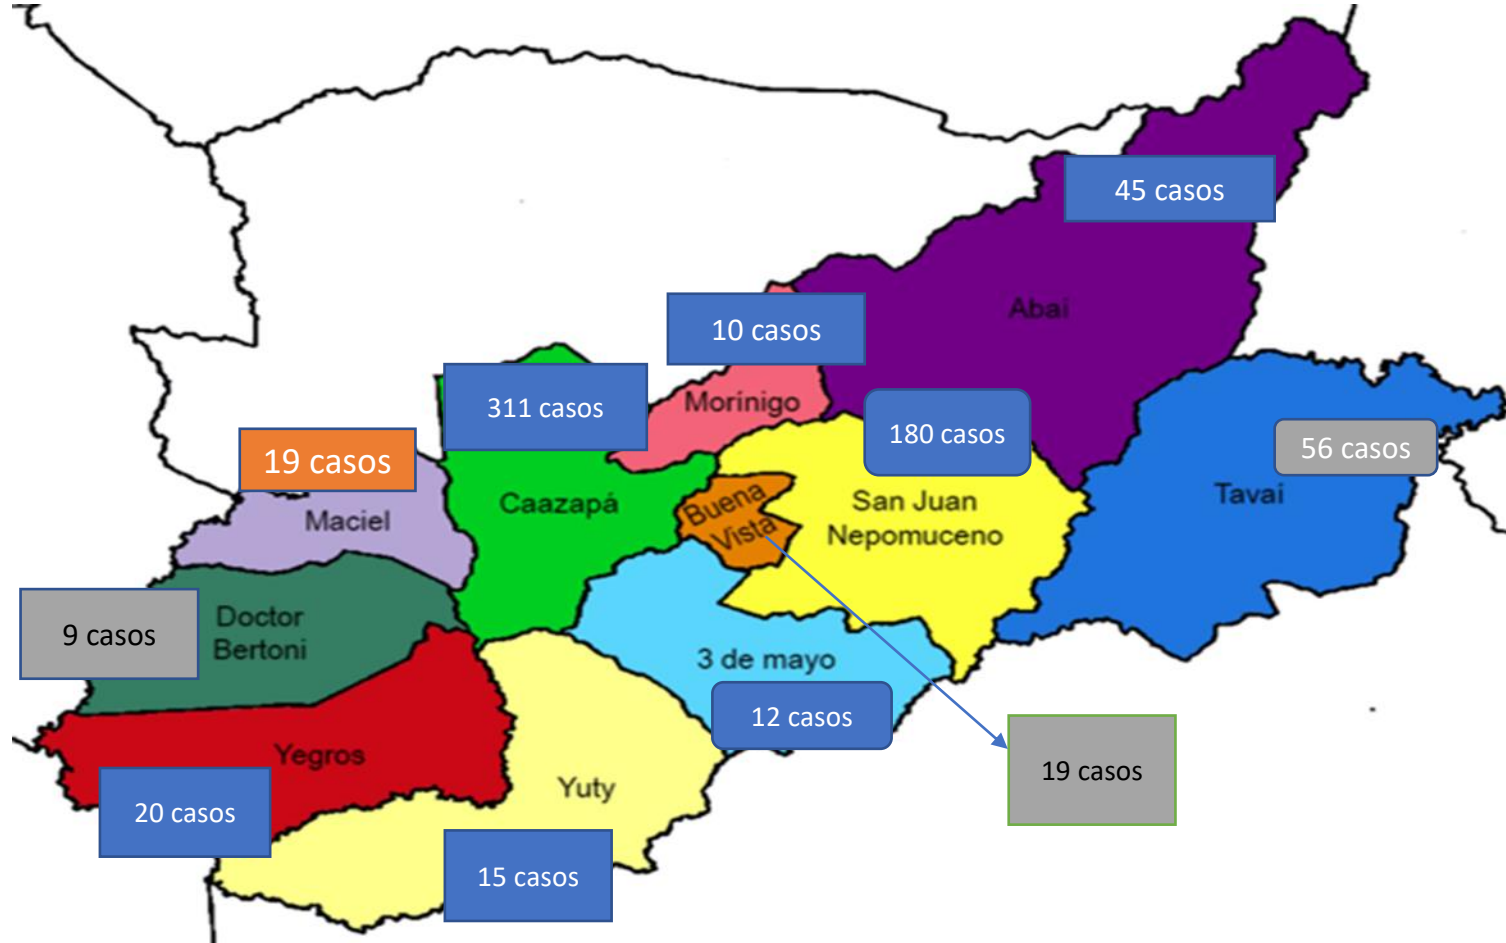 45 casos
Abai
10 casos
Morínigo
311 casos
180 casos
56 casos
19 casos
Caazapá
Buena
Vista
San Juan
Nepomuceno
Tavai
Maciel
Doctor
Bertoni
9 casos
3 de mayo
12 casos
19 casos
Yegros
Yuty
20 casos
15 casos